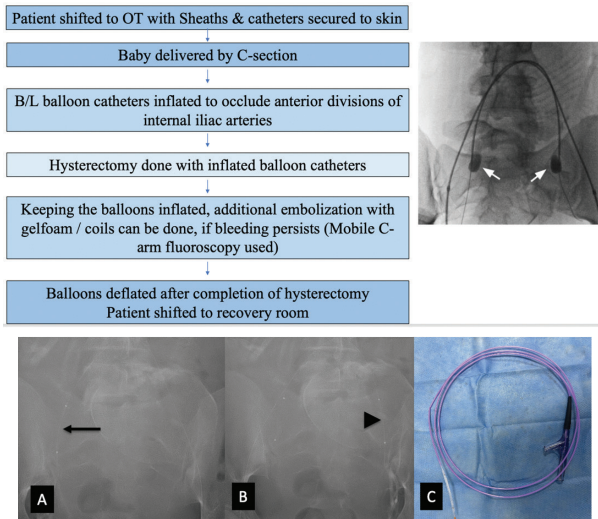 Patient shifted to OT with Sheaths & catheters secured to skin
Baby delivered by C-section
B/L balloon catheters inflated to occlude anterior divisions of
internal iliac arteries
Hysterectomy done with inflated balloon catheters
Keeping the balloons inflated, additional embolization with
gelfoam / coils can be done, if bleeding persists (Mobile C-
arm fluoroscopy used)
Balloons deflated after completion of hysterectomy
Patient shifted to recovery room
A
B
C